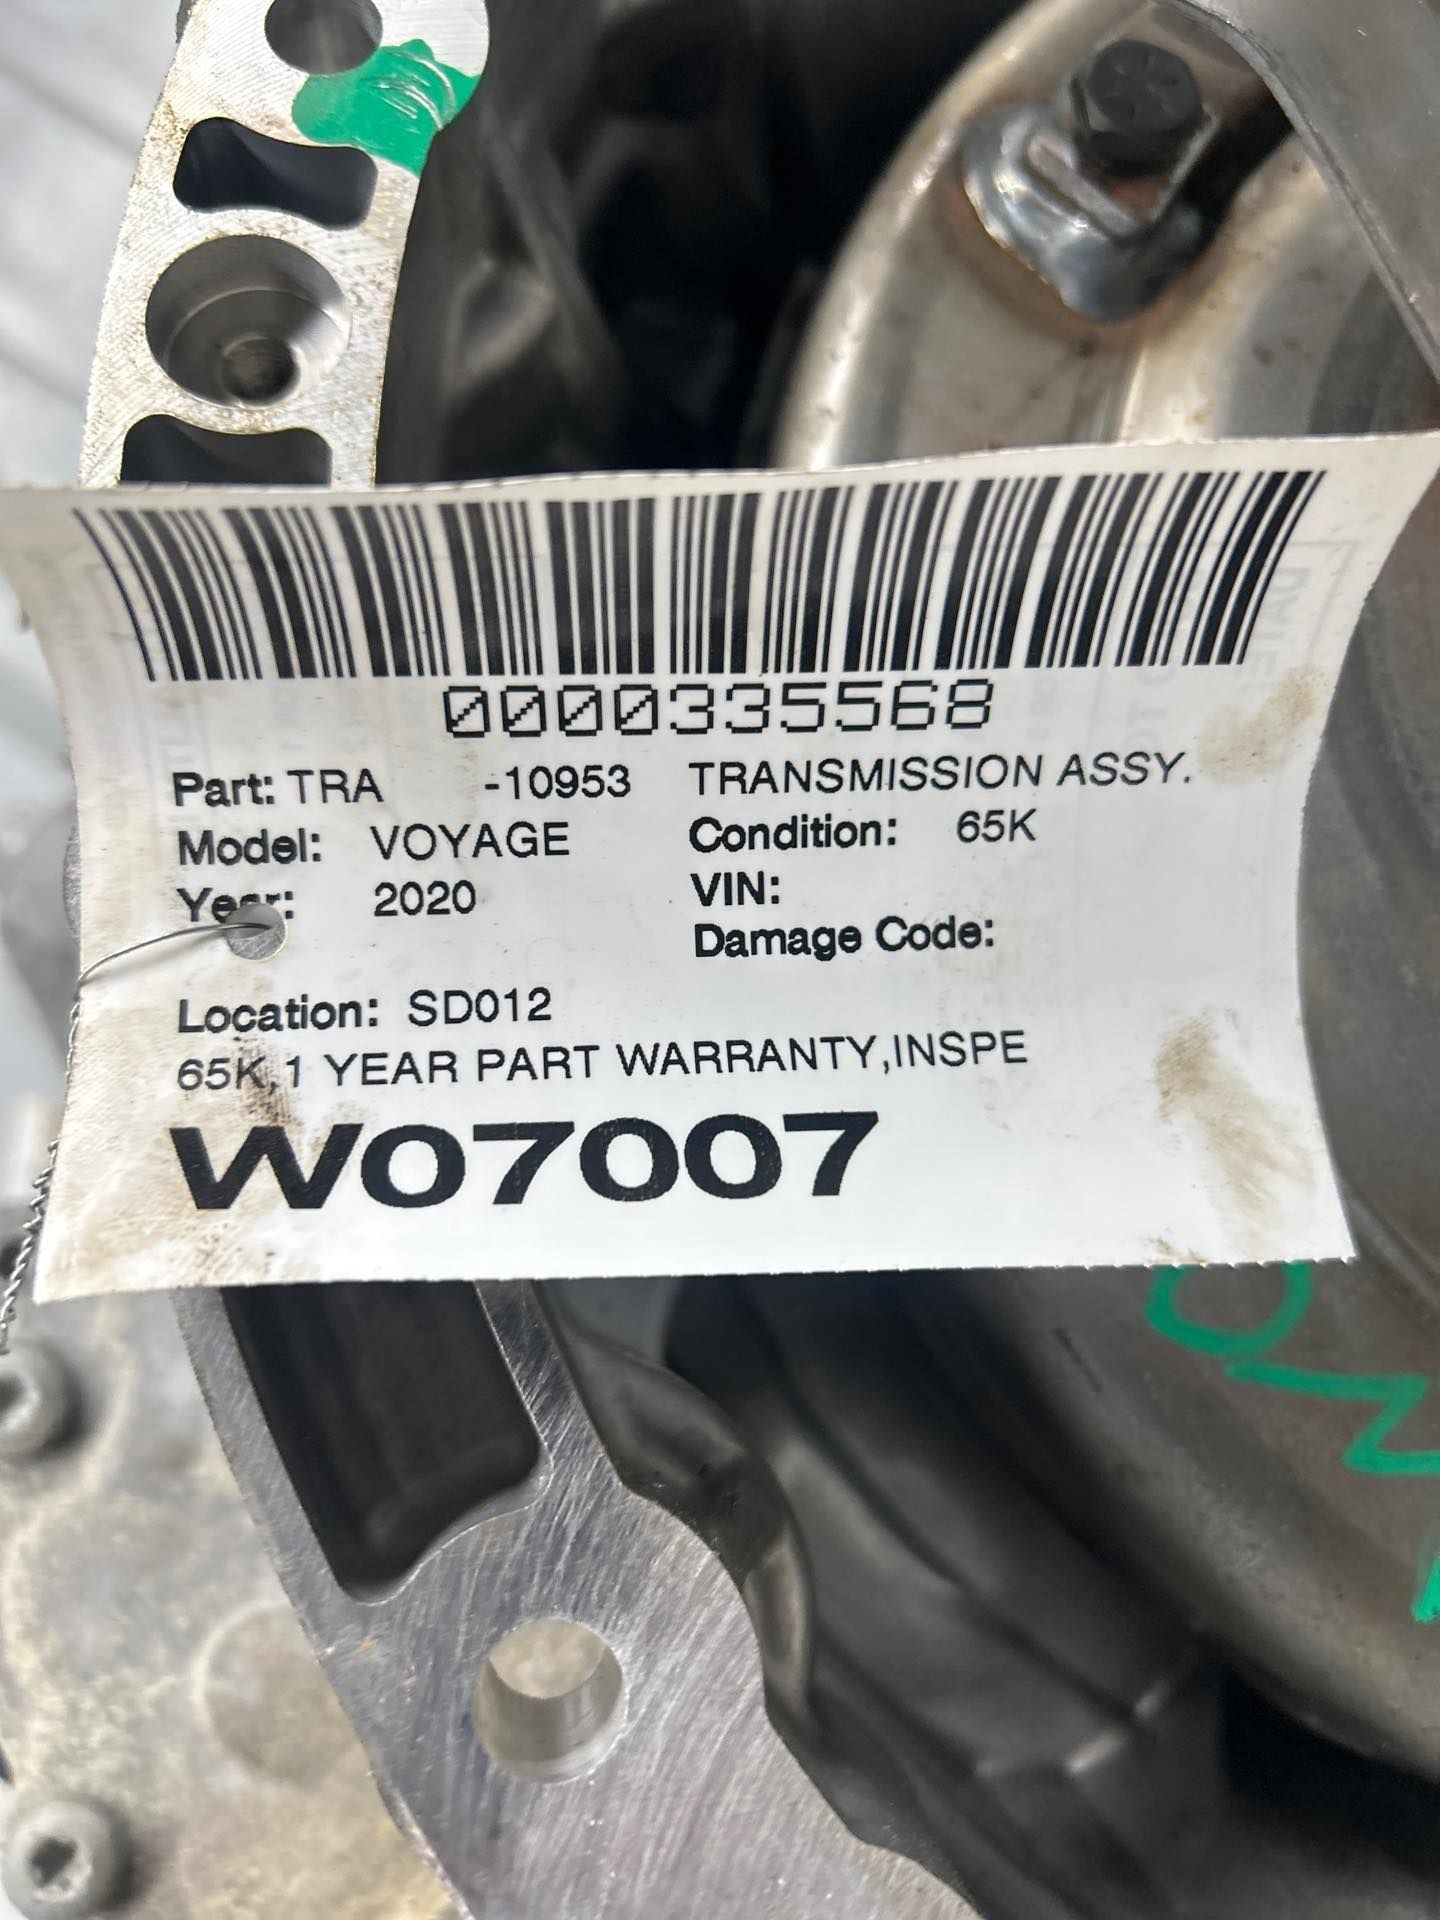 0000335568
Part: TRA -10953 TRANSMISSION ASSY.
Model: VOYAGE Condition: 65K
Year: 2020 VIN:
Damage Code:
Location: SD012
65K,1 YEAR PART WARRANTY,INSPE
W07007